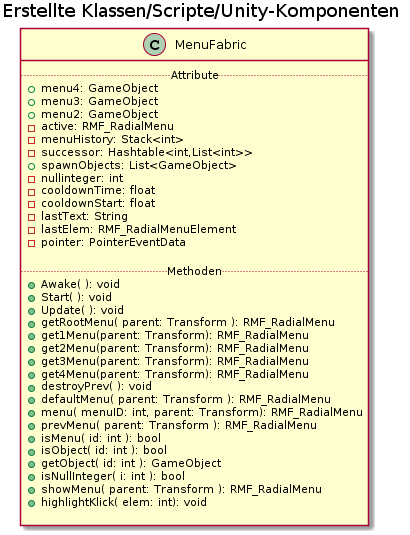 Erstellte Klassen/Scripte/Unity-Komponenten
C MenuFabric
Attribute
menu4: GameObject
menu3: GameObject
menu2: GameObject
active: RMF_RadialMenu
menuHistory: Stack<int>
successor: Hashtable<int,List<int>>
spawnObjects: List<GameObject>
nullinteger: int
cooldownTime: float
cooldownStart: float
lastText: String
lastElem: RMF_RadialMenuElement
pointer: PointerEventData
Methoden
Awake( ): void
Start( ): void
Update( ): void
getRootMenu( parent: Transform ): RMF_RadialMenu
get1Menu(parent: Transform): RMF_RadialMenu
get2Menu(parent: Transform): RMF_RadialMenu
get3Menu(parent: Transform): RMF_RadialMenu
get4Menu(parent: Transform): RMF_RadialMenu
destroyPrev( ): void
defaultMenu( parent: Transform ): RMF_RadialMenu
menu( menuID: int, parent: Transform): RMF_RadialMenu
prevMenu( parent: Transform ): RMF_RadialMenu
isMenu( id: int ): bool
isObject( id: int ): bool
getObject( id: int ): GameObject
isNullInteger( i: int ): bool
showMenu( parent: Transform ): RMF_RadialMenu
highlightKlick( elem: int): void